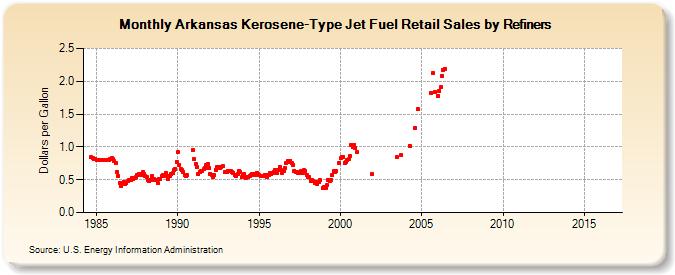 Monthly Arkansas Kerosene-Type Jet Fuel Retail Sales by Refiners
Dollars per Gallon
2.5
2.0
1.5
1.0
0.5
0.0
1985 1990 1995 2000 2005 2010 2015
Source: U.S. Energy Information Administration